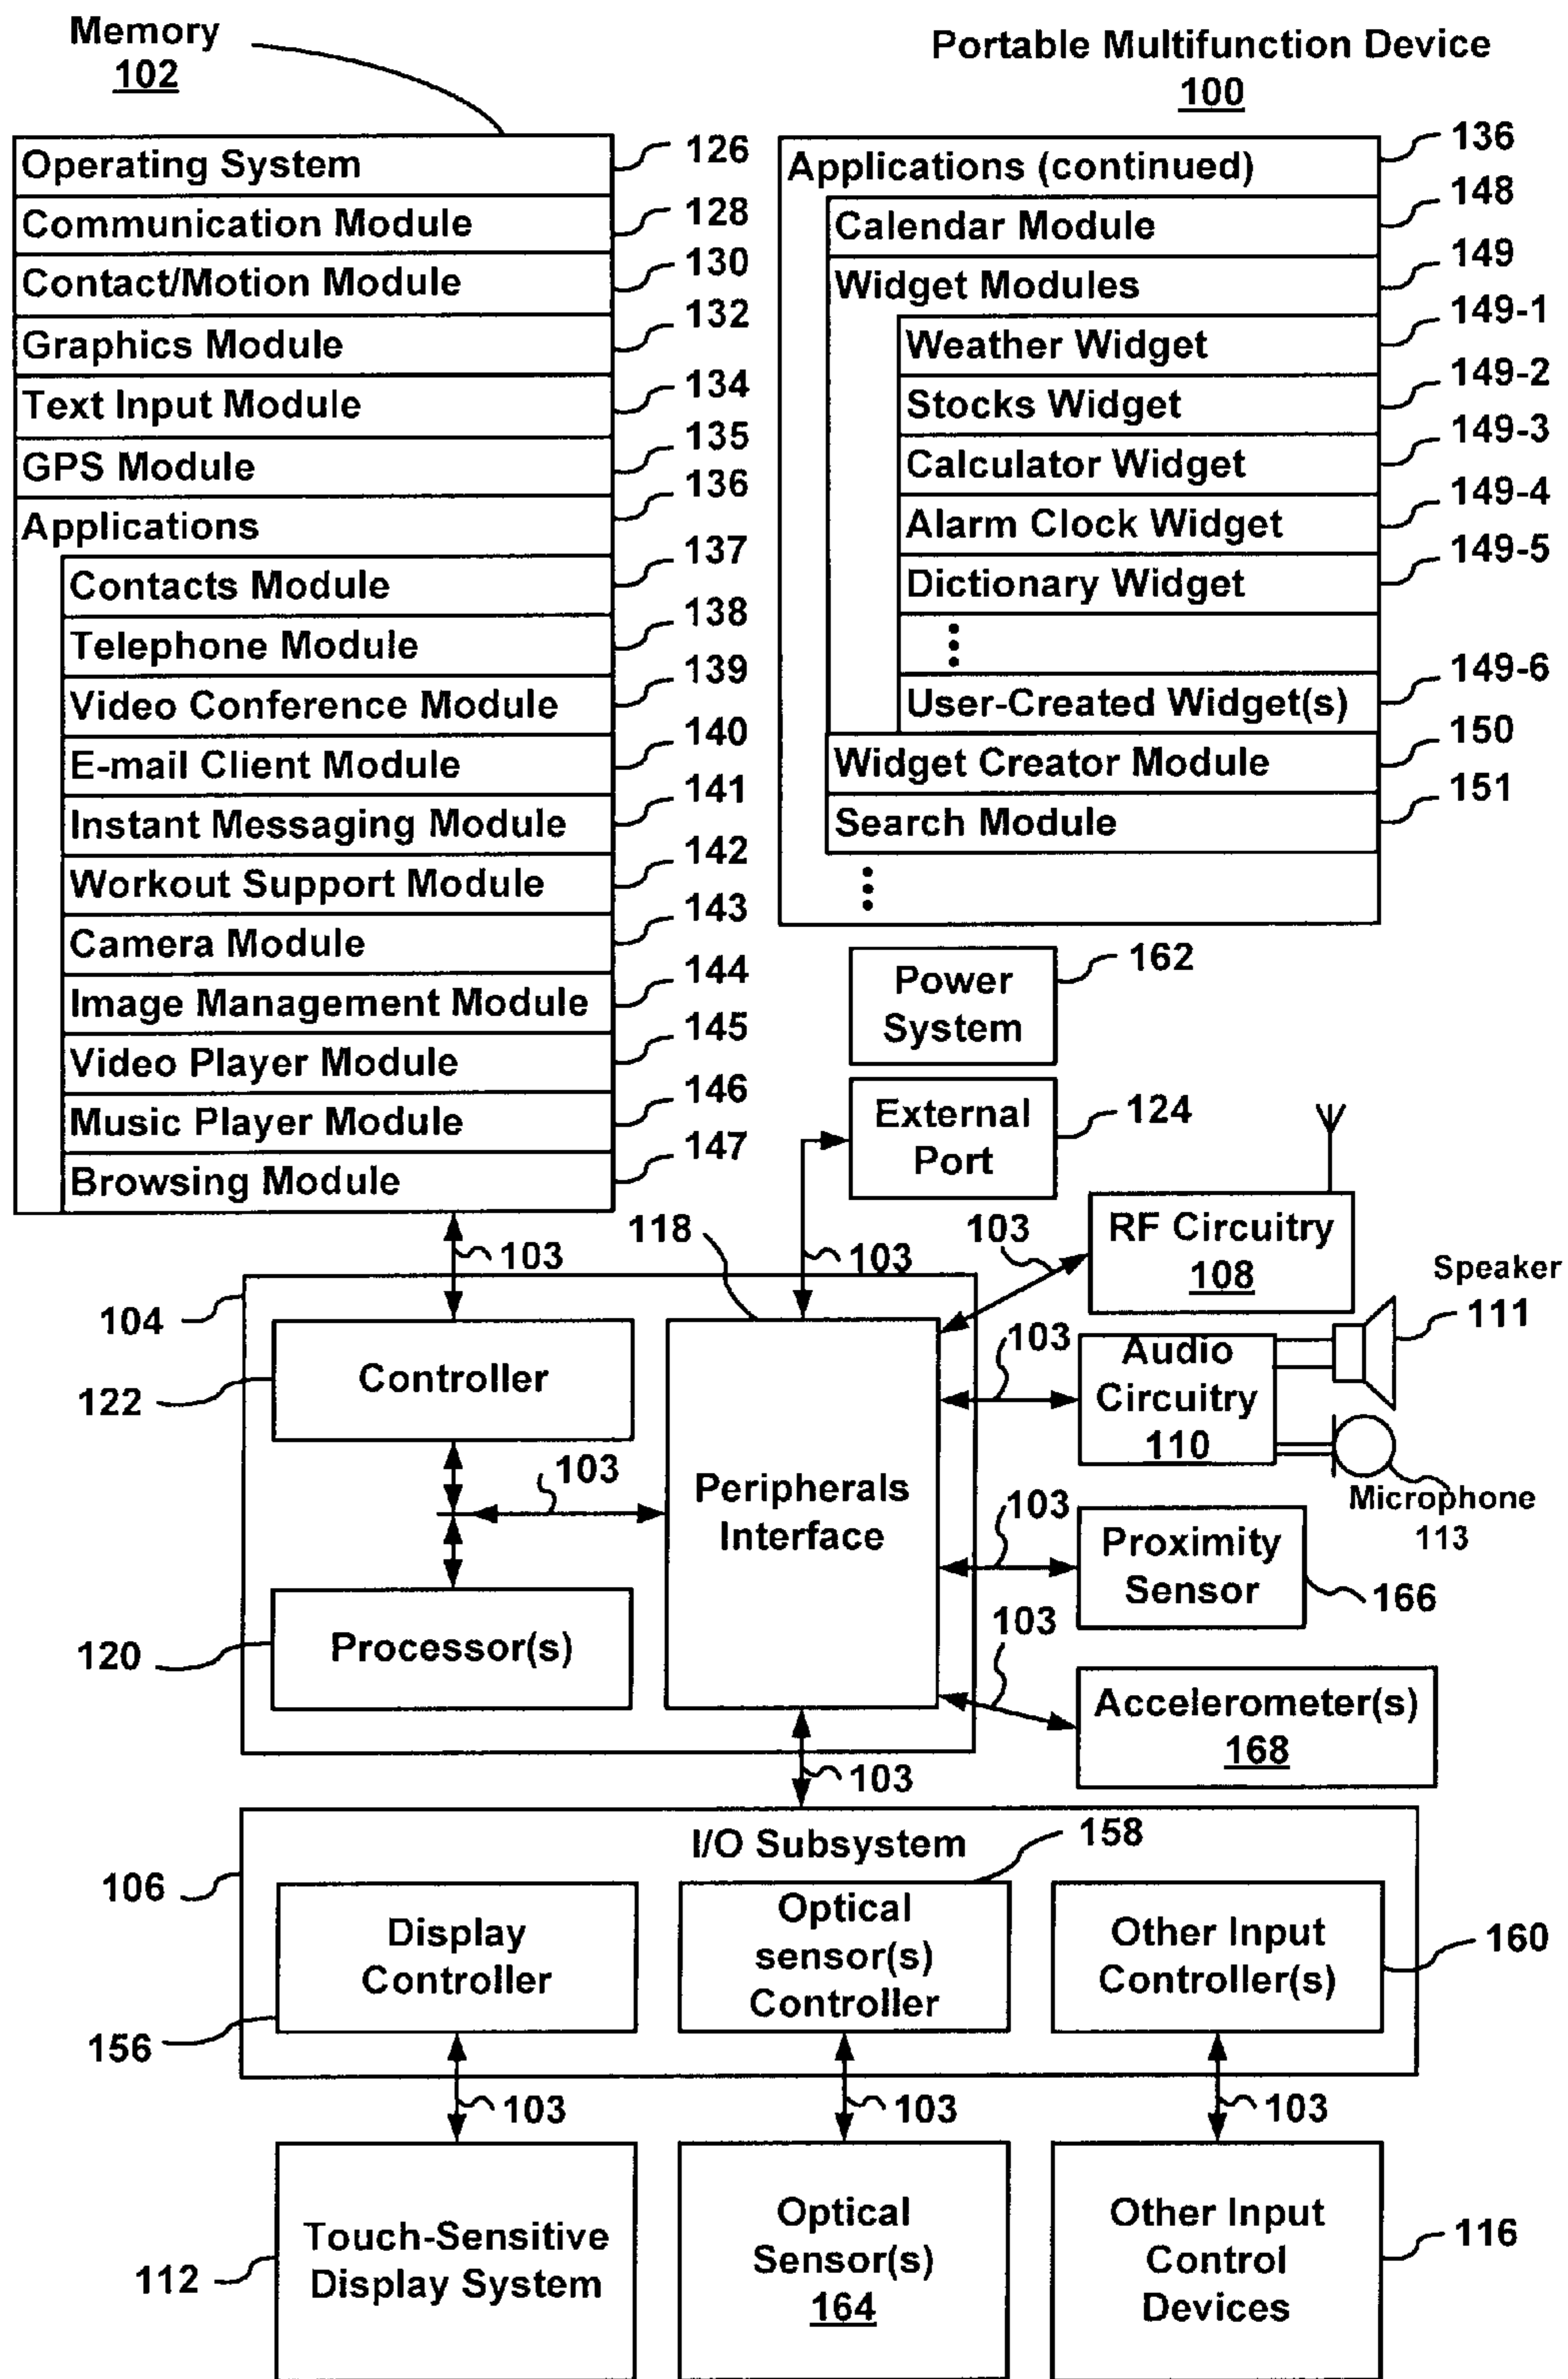 Memory
102
Portable Multifunction Device
100
Operating System 126
Communication Module 128
Contact/Motion Module 130
Graphics Module 132
Text Input Module 134
GPS Module 135
Applications 136
Contacts Module 137
Telephone Module 138
Video Conference Module 139
E-mail Client Module 140
Instant Messaging Module 141
Workout Support Module 142
Camera Module 143
Image Management Module 144
Video Player Module 145
Music Player Module 146
Browsing Module 147
Applications (continued) 136
Calendar Module 148
Widget Modules 149
Weather Widget 149-1
Stocks Widget 149-2
Calculator Widget 149-3
Alarm Clock Widget 149-4
Dictionary Widget 149-5
User-Created Widget(s) 149-6
Widget Creator Module 150
Search Module 151
Power
System
162
External
Port
124
103
118
103
103
RF Circuitry
108
Speaker
111
104
Controller
122
103
Audio
Circuitry
110
Microphone
113
103
Peripherals
Interface
103
Proximity
Sensor
166
Processor(s)
120
103
Accelerometer(s)
168
103
I/O Subsystem
158
106
Display
Controller
156
Optical
sensor(s)
Controller
Other Input
Controller(s)
160
103
103
103
Touch-Sensitive
Display System
112
Optical
Sensor(s)
164
Other Input
Control
Devices
116